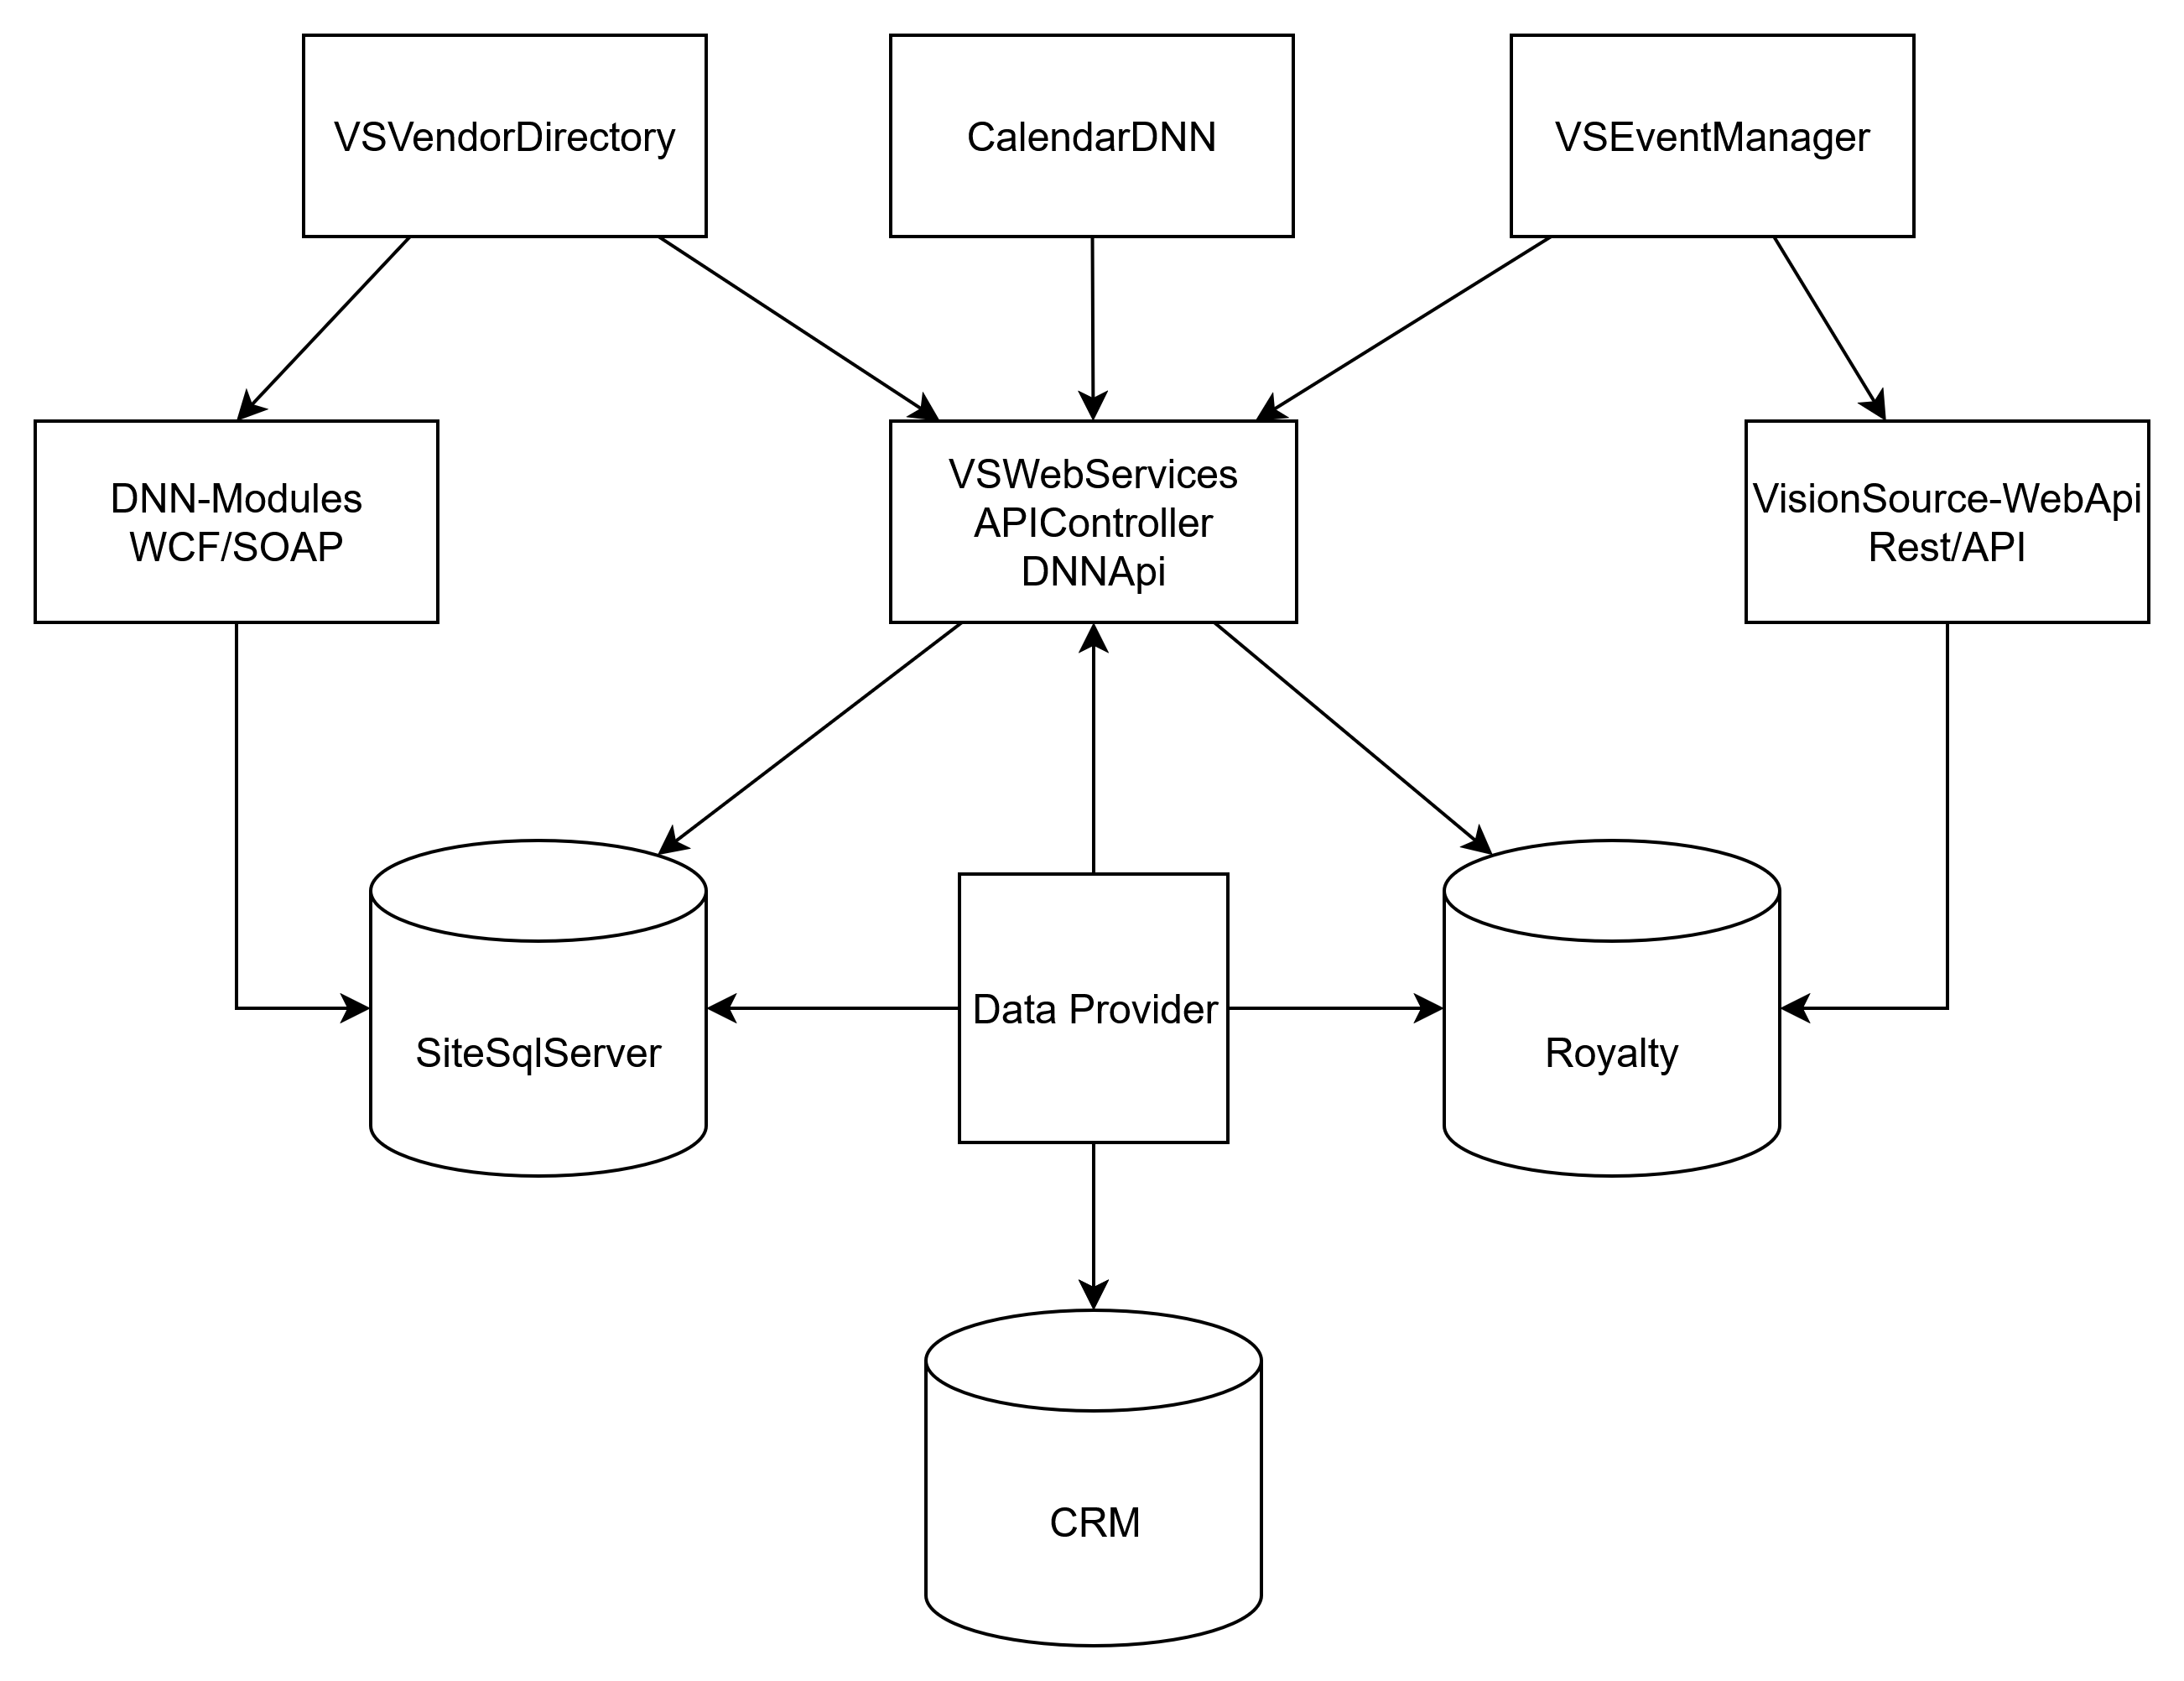 VSVendorDirectory
CalendarDNN
VSEventManager
DNN-Modules
WCF/SOAP
VSWebServices
APIController
DNNApi
VisionSource-WebApi
Rest/API
SiteSqlServer
Data Provider
Royalty
CRM